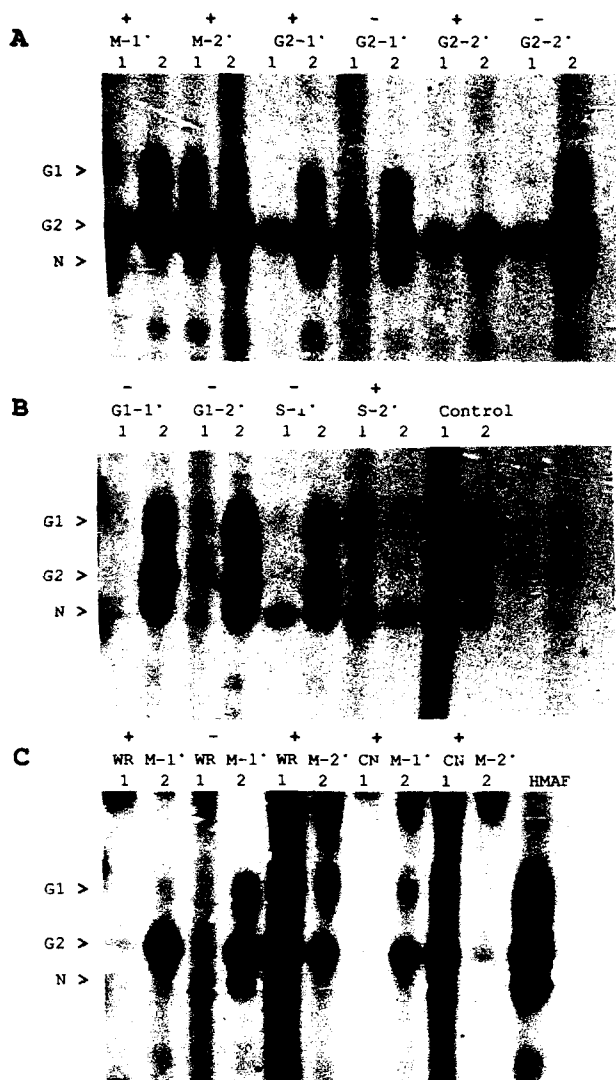 A
+ + + - + -
M-1* M-2* G2-1* G2-1* G2-2* G2-2*
1 2 1 2 1 2 1 2 1 2 1 2
G1 >
G2 >
N >
B
- - - +
G1-1* G1-2* S-1* S-2* Control
1 2 1 2 1 2 1 2 1 2
G1 >
G2 >
N >
C
+ - + + +
WR M-1* WR M-1* WR M-2* CN M-1* CN M-2*
1 2 1 2 1 2 1 2 1 2 HMAF
G1 >
G2 >
N >